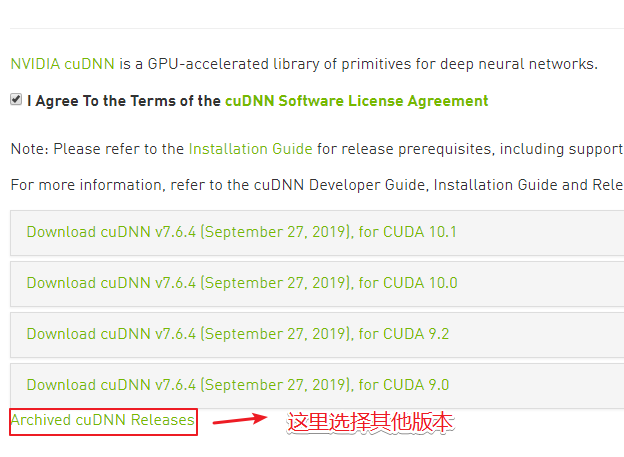 NVIDIA cuDNN is a GPU-accelerated library of primitives for deep neural networks.
I Agree To the Terms of the cuDNN Software License Agreement
Note: Please refer to the Installation Guide for release prerequisites, including support
For more information, refer to the cuDNN Developer Guide, Installation Guide and Rele
Download cuDNN v7.6.4 (September 27, 2019), for CUDA 10.1
Download cuDNN v7.6.4 (September 27, 2019), for CUDA 10.0
Download cuDNN v7.6.4 (September 27, 2019), for CUDA 9.2
Download cuDNN v7.6.4 (September 27, 2019), for CUDA 9.0
Archived cuDNN Releases 这里选择其他版本